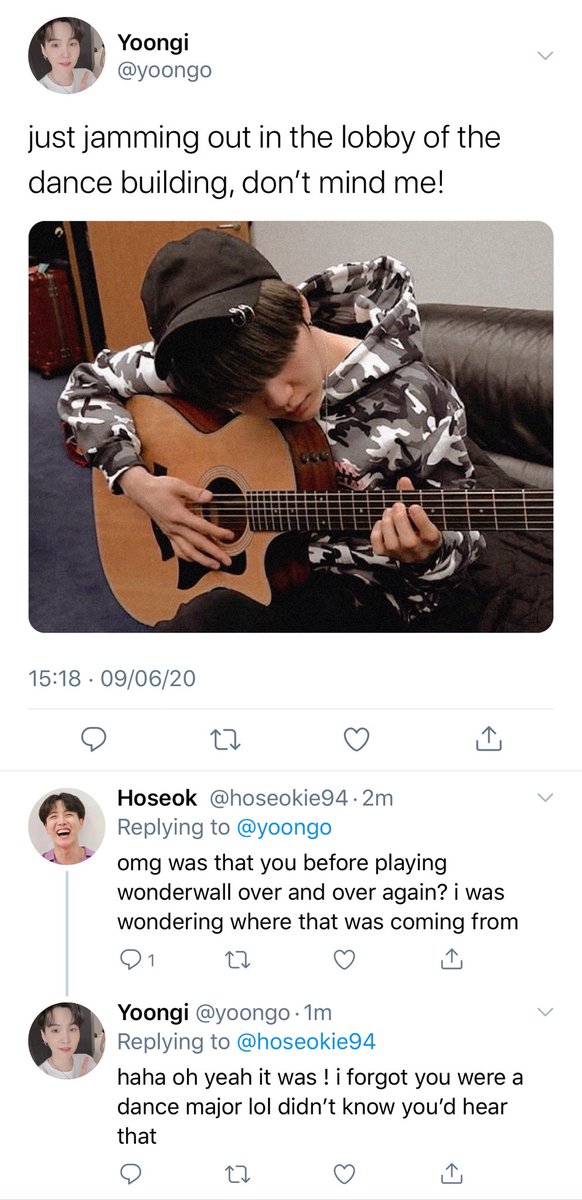 Yoongi
@yoongo
just jamming out in the lobby of the
dance building, don’t mind me!
15:18 · 09/06/20
Hoseok @hoseokie94 · 2m
Replying to @yoongo
omg was that you before playing
wonderwall over and over again? i was
wondering where that was coming from
1
Yoongi @yoongo · 1m
Replying to @hoseokie94
haha oh yeah it was ! i forgot you were a
dance major lol didn’t know you’d hear
that